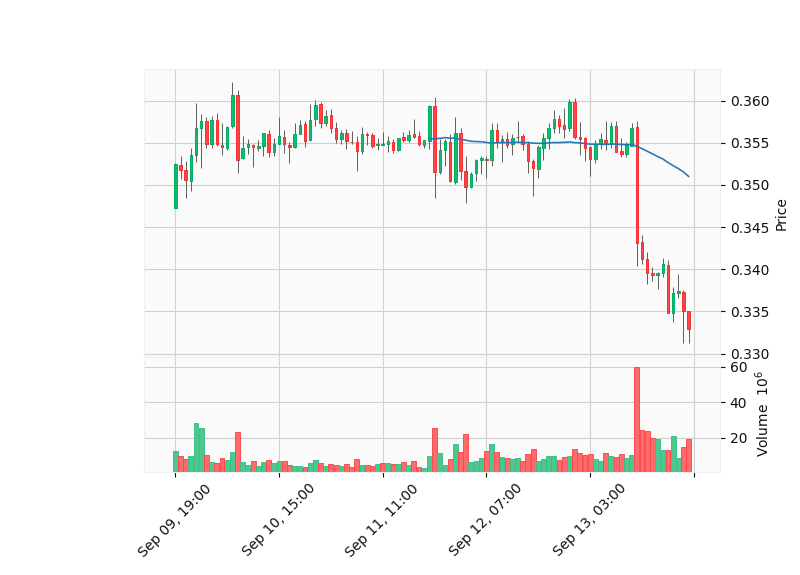 0.360
0.355
0.350
0.345
0.340
0.335
0.330
Price
60
40
20
Volume 10⁶
Sep 09, 19:00
Sep 10, 15:00
Sep 11, 11:00
Sep 12, 07:00
Sep 13, 03:00